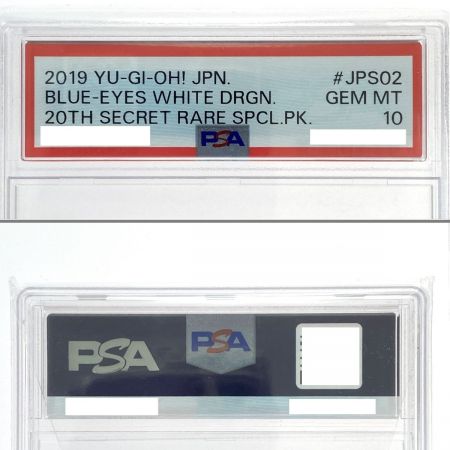 2019 YU-GI-OH! JPN. #JPS02
BLUE-EYES WHITE DRGN. GEM MT
20TH SECRET RARE SPCL.PK. 10
PSA
PSA PSA